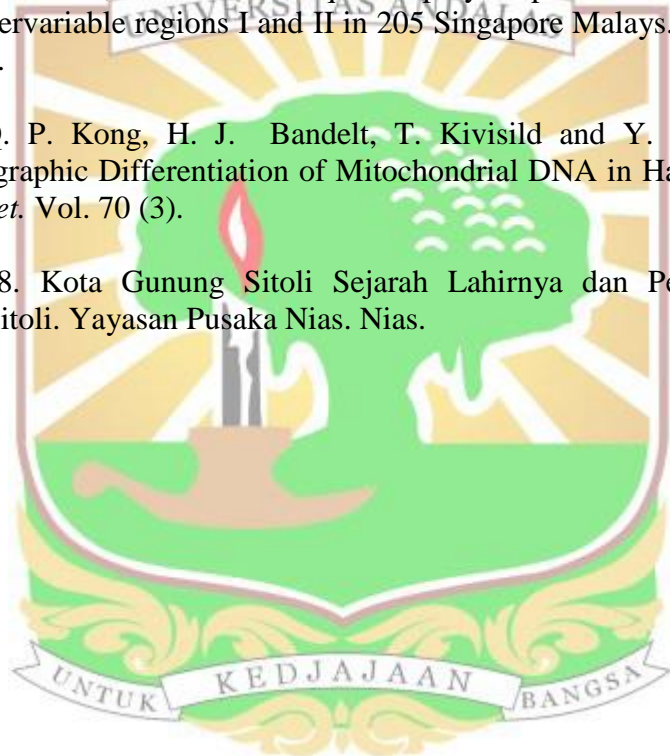 UNIVERSITAS ANDALAS
ervariable regions I and II in 205 Singapore Malays.
.
. P. Kong, H. J. Bandelt, T. Kivisild and Y.
graphic Differentiation of Mitochondrial DNA in Ha
et. Vol. 70 (3).
8. Kota Gunung Sitoli Sejarah Lahirnya dan Pe
itoli. Yayasan Pusaka Nias. Nias.
UNTUK KEDJAJAAN BANGSA